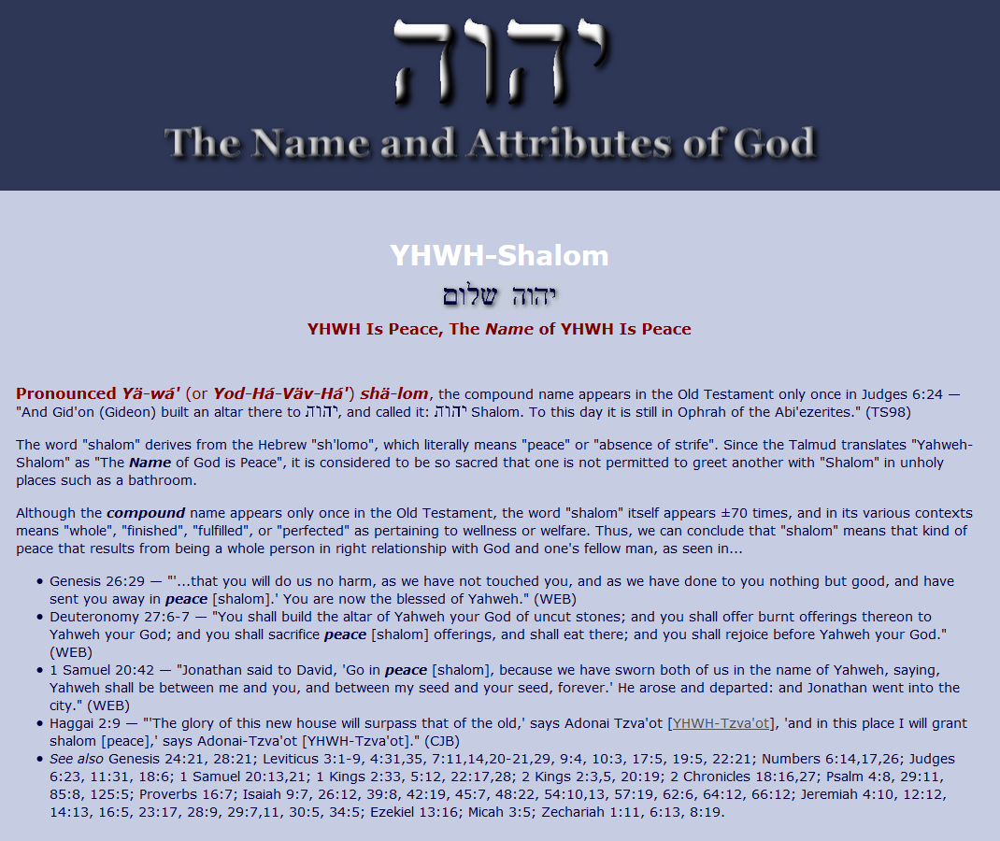 יהוה
The Name and Attributes of God
YHWH-Shalom
יהוה שלום
YHWH Is Peace, The Name of YHWH Is Peace
Pronounced Yä-wá' (or Yod-Há-Väv-Há') shä-lom, the compound name appears in the Old Testament only once in Judges 6:24 —
"And Gid'on (Gideon) built an altar there to יהוה, and called it: יהוה Shalom. To this day it is still in Ophrah of the Abi'ezerites." (TS98)
The word "shalom" derives from the Hebrew "sh'lomo", which literally means "peace" or "absence of strife". Since the Talmud translates "Yahweh-
Shalom" as "The Name of God is Peace", it is considered to be so sacred that one is not permitted to greet another with "Shalom" in unholy
places such as a bathroom.
Although the compound name appears only once in the Old Testament, the word "shalom" itself appears ±70 times, and in its various contexts
means "whole", "finished", "fulfilled", or "perfected" as pertaining to wellness or welfare. Thus, we can conclude that "shalom" means that kind of
peace that results from being a whole person in right relationship with God and one's fellow man, as seen in...
• Genesis 26:29 — "'...that you will do us no harm, as we have not touched you, and as we have done to you nothing but good, and have
sent you away in peace [shalom].' You are now the blessed of Yahweh." (WEB)
• Deuteronomy 27:6-7 — "You shall build the altar of Yahweh your God of uncut stones; and you shall offer burnt offerings thereon to
Yahweh your God; and you shall sacrifice peace [shalom] offerings, and shall eat there; and you shall rejoice before Yahweh your God."
(WEB)
• 1 Samuel 20:42 — "Jonathan said to David, 'Go in peace [shalom], because we have sworn both of us in the name of Yahweh, saying,
Yahweh shall be between me and you, and between my seed and your seed, forever.' He arose and departed: and Jonathan went into the
city." (WEB)
• Haggai 2:9 — "'The glory of this new house will surpass that of the old,' says Adonai Tzva'ot [YHWH-Tzva'ot], 'and in this place I will grant
shalom [peace],' says Adonai-Tzva'ot [YHWH-Tzva'ot]." (CJB)
• See also Genesis 24:21, 28:21; Leviticus 3:1-9, 4:31,35, 7:11,14,20-21,29, 9:4, 10:3, 17:5, 19:5, 22:21; Numbers 6:14,17,26; Judges
6:23, 11:31, 18:6; 1 Samuel 20:13,21; 1 Kings 2:33, 5:12, 22:17,28; 2 Kings 2:3,5, 20:19; 2 Chronicles 18:16,27; Psalm 4:8, 29:11,
85:8, 125:5; Proverbs 16:7; Isaiah 9:7, 26:12, 39:8, 42:19, 45:7, 48:22, 54:10,13, 57:19, 62:6, 64:12, 66:12; Jeremiah 4:10, 12:12,
14:13, 16:5, 23:17, 28:9, 29:7,11, 30:5, 34:5; Ezekiel 13:16; Micah 3:5; Zechariah 1:11, 6:13, 8:19.